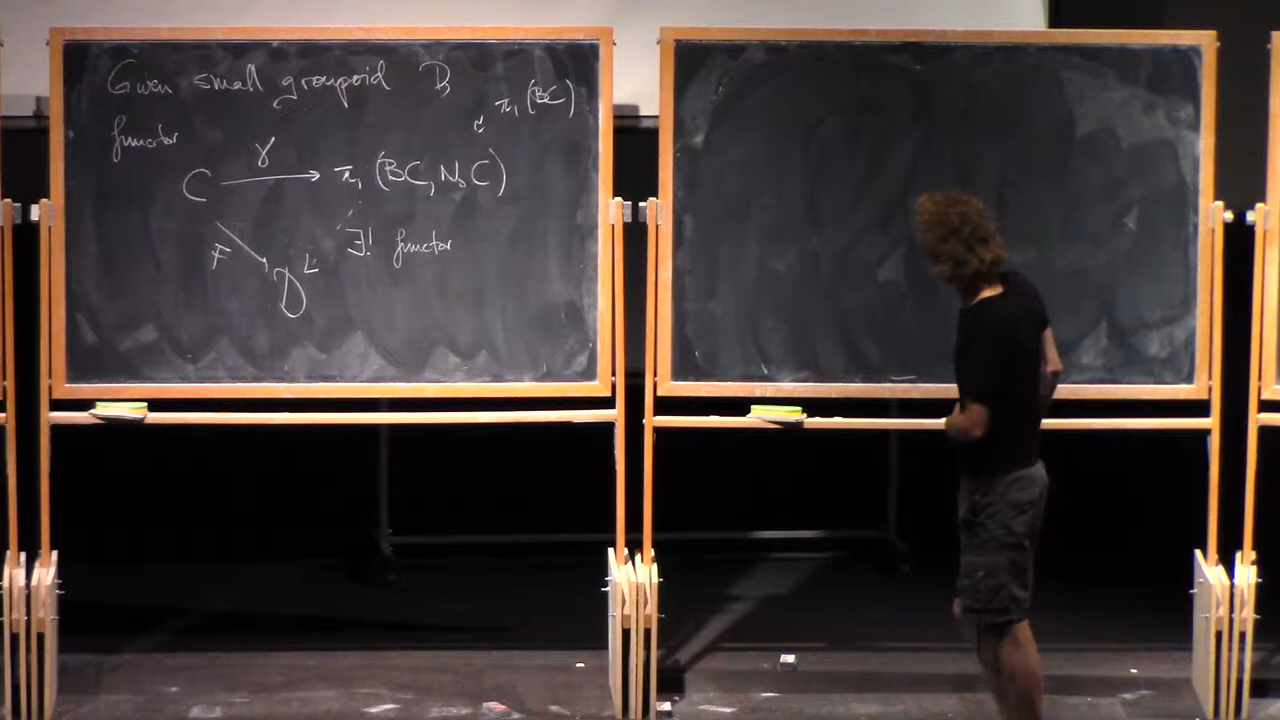 Given small groupoid D,
π₁(BC)
functor
C —γ→ π₁(BC, N₀C)
F ∃! functor
D